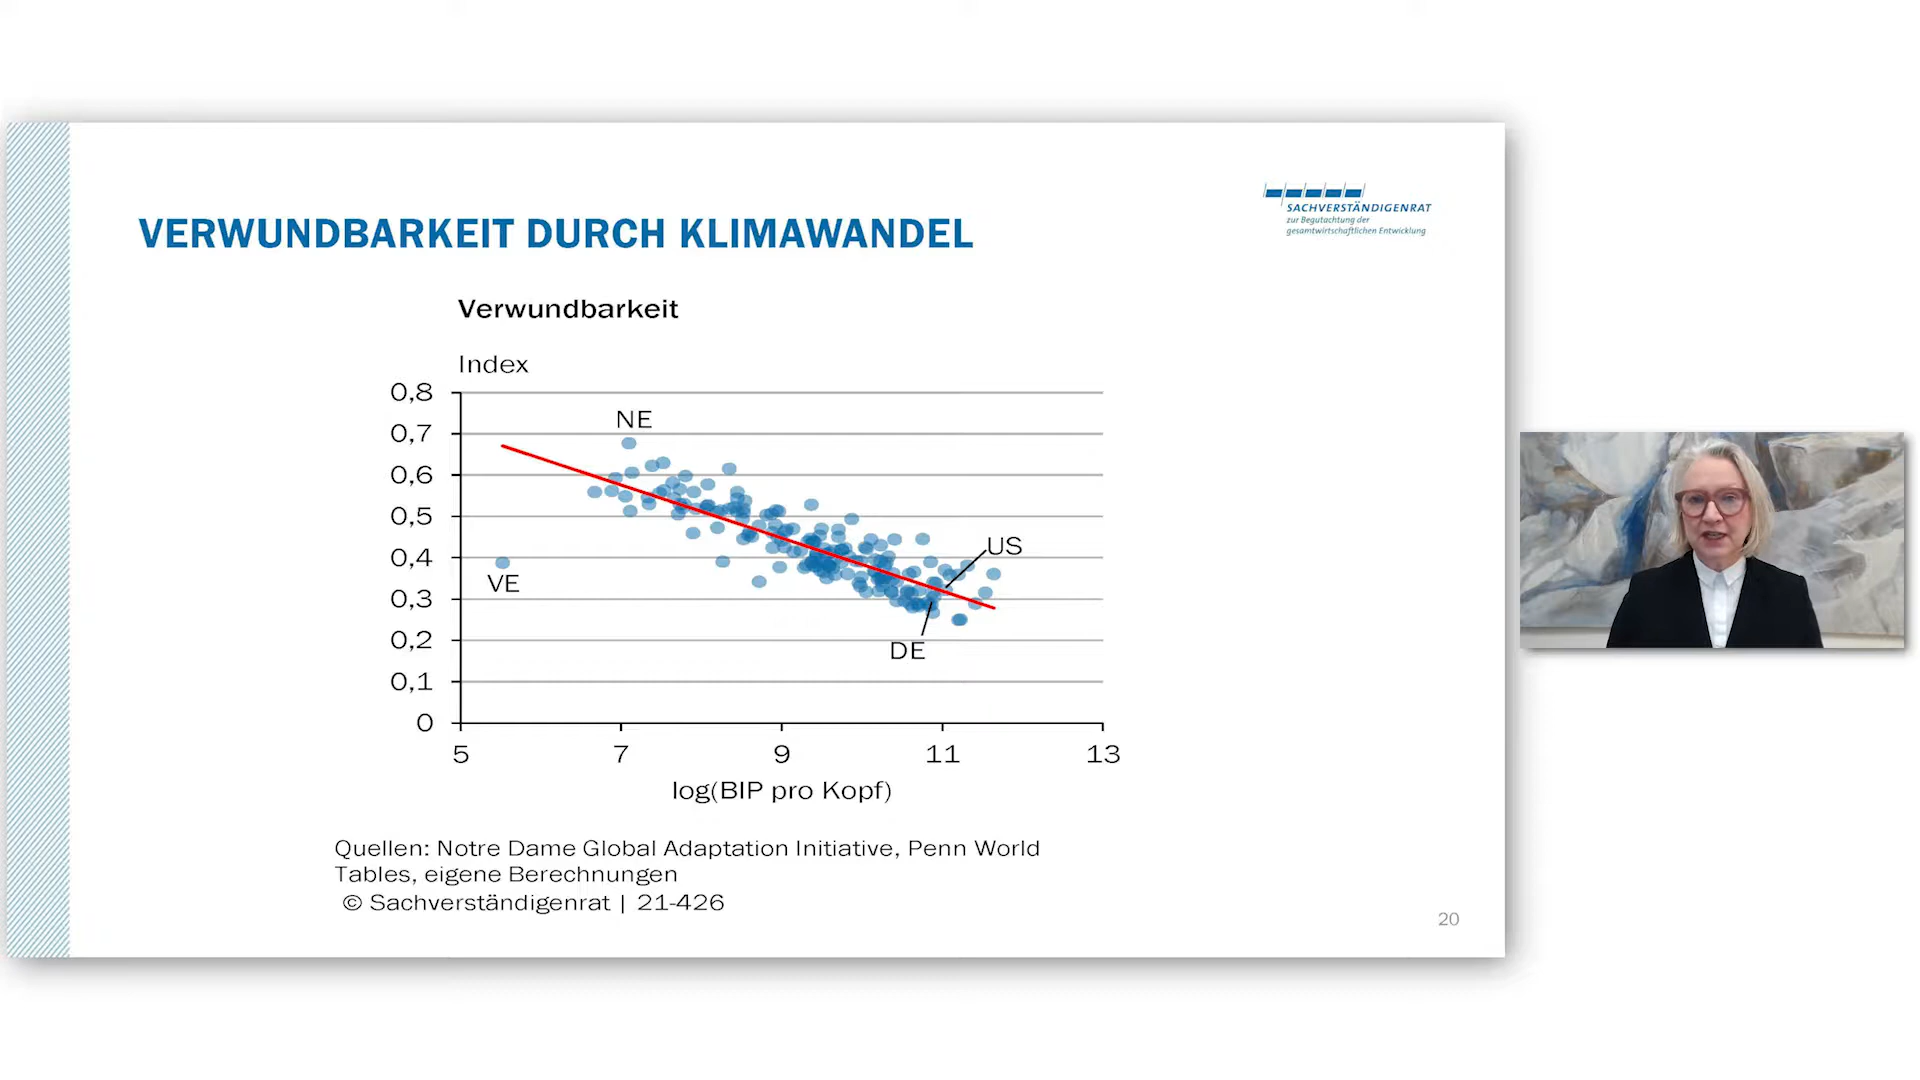 SACHVERSTÄNDIGENRAT
zur Begutachtung der
gesamtwirtschaftlichen Entwicklung
VERWUNDBARKEIT DURCH KLIMAWANDEL
Verwundbarkeit
Index
0,8
0,7
0,6
0,5
0,4
0,3
0,2
0,1
0
NE
VE
US
DE
5 7 9 11 13
log(BIP pro Kopf)
Quellen: Notre Dame Global Adaptation Initiative, Penn World
Tables, eigene Berechnungen
© Sachverständigenrat | 21-426
20